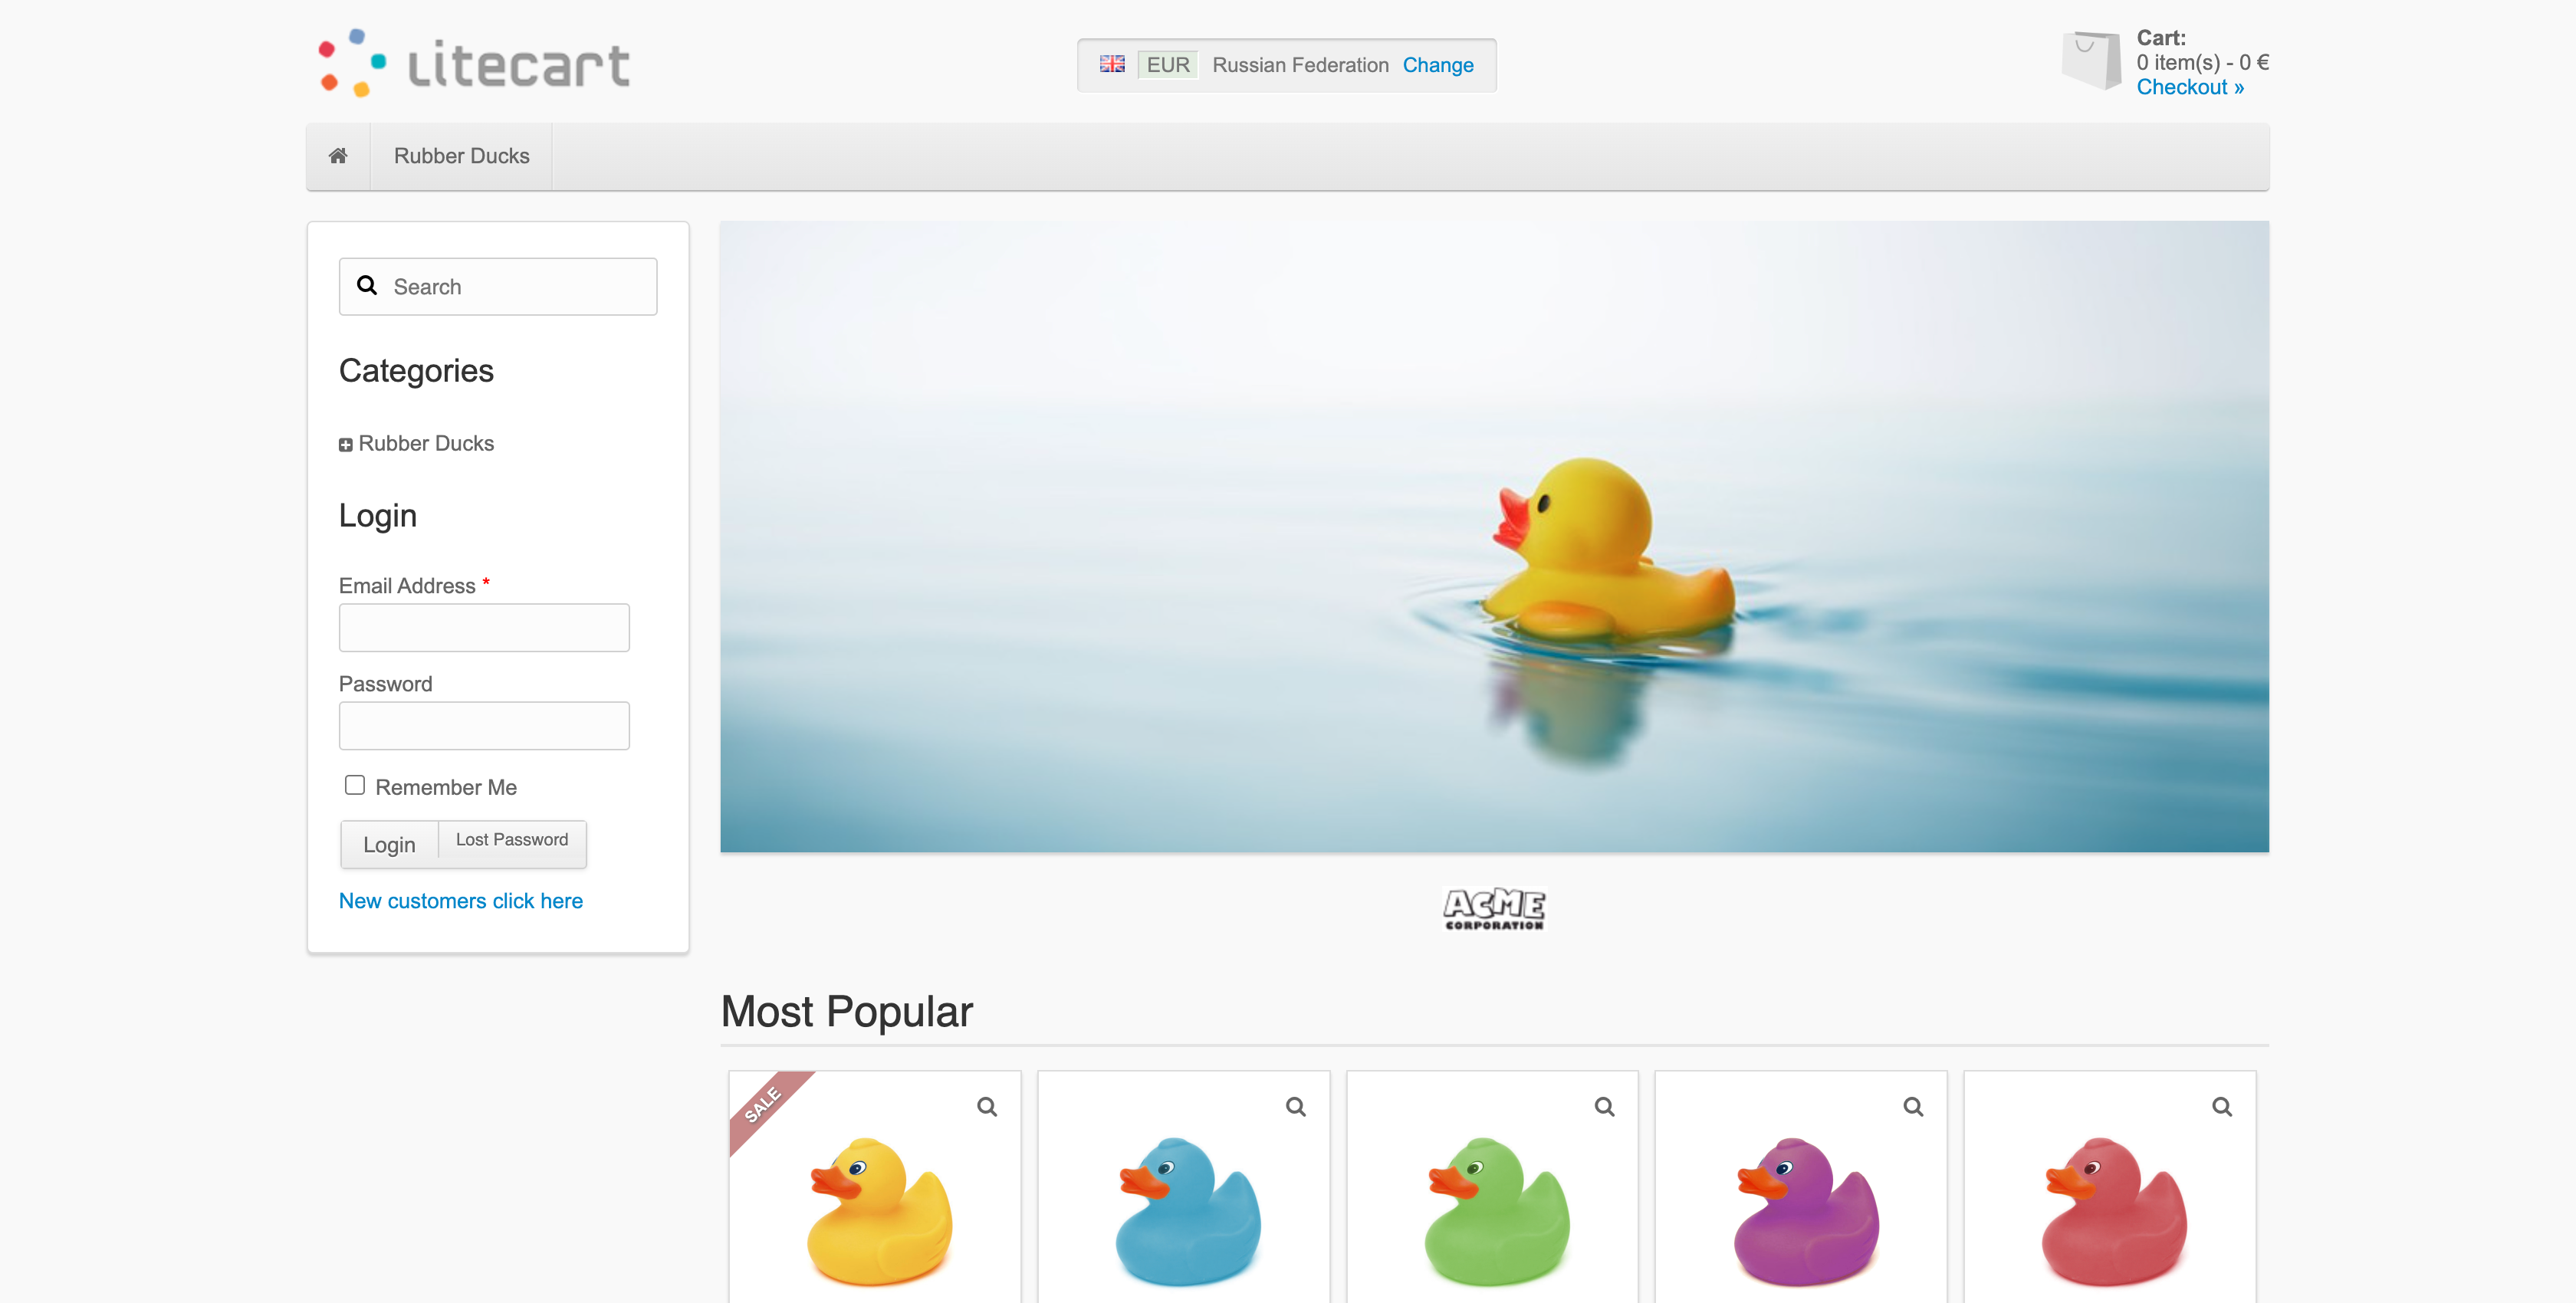 litecart
EUR Russian Federation Change
Cart:
0 item(s) - 0 €
Checkout »
Rubber Ducks
Search
Categories
Rubber Ducks
Login
Email Address *
Password
Remember Me
Login Lost Password
New customers click here
ACME
CORPORATION
Most Popular
SALE